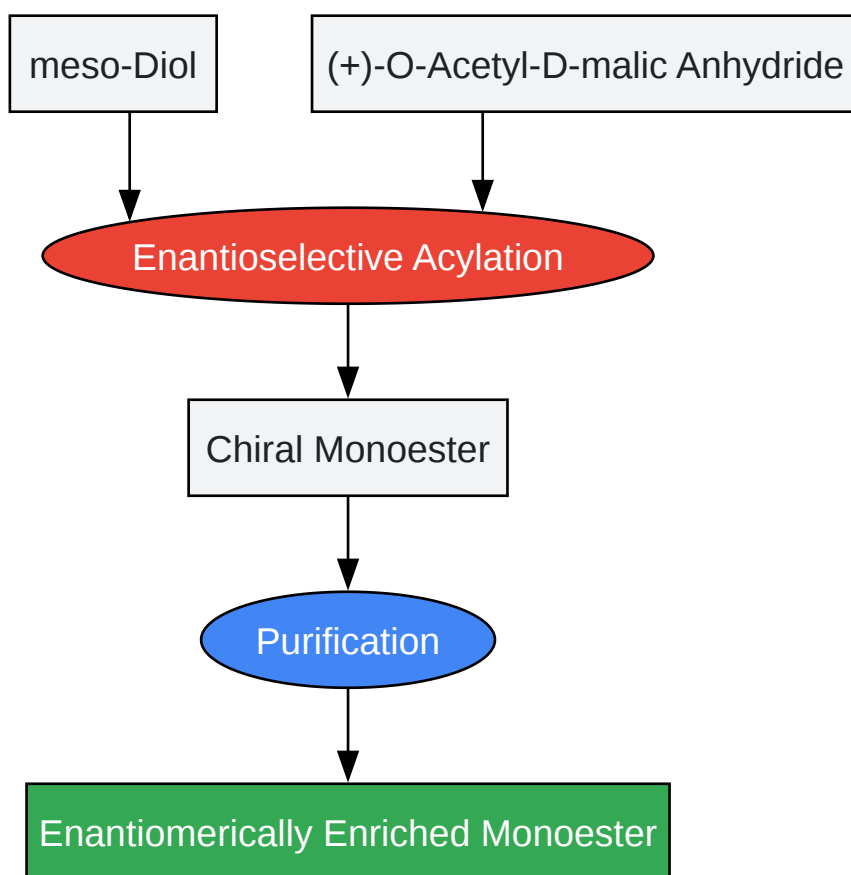 meso-Diol
(+)-O-Acetyl-D-malic Anhydride
Enantioselective Acylation
Chiral Monoester
Purification
Enantiomerically Enriched Monoester